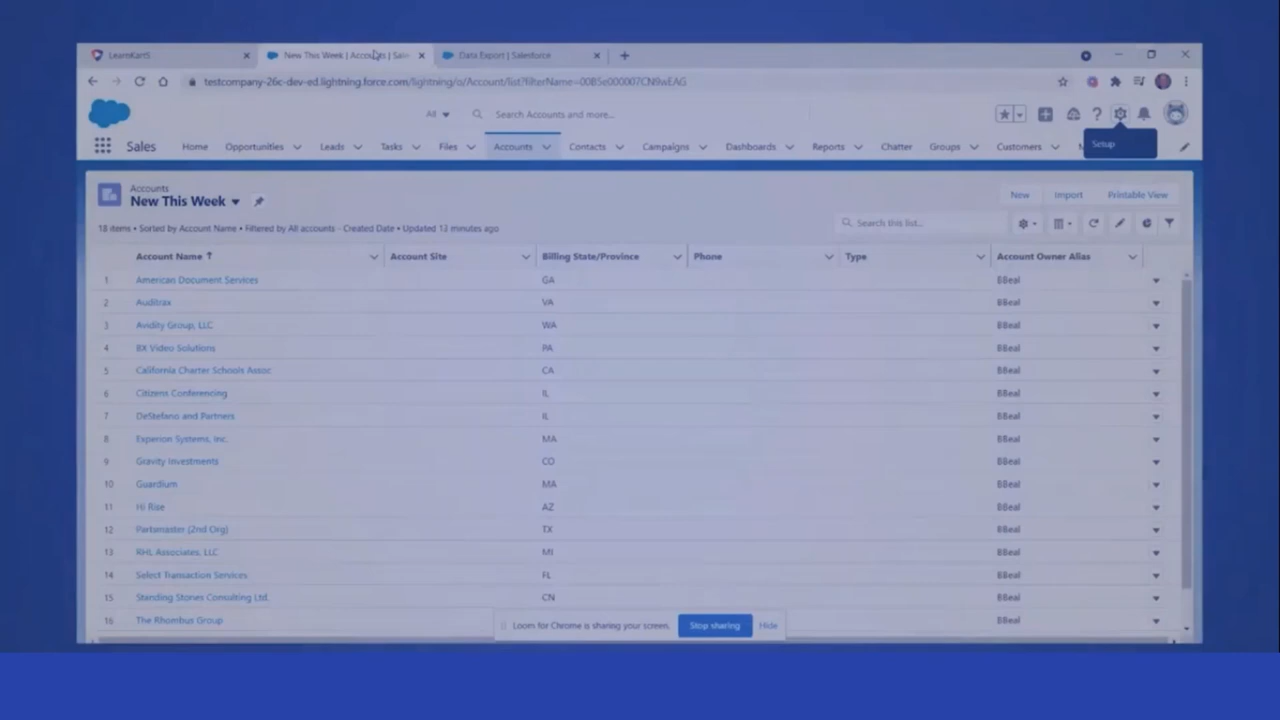 LearnKartS
New This Week | Accounts | Sale
Data Export | Salesforce
testcompany-26c-dev-ed.lightning.force.com/lightning/o/Account/list?filterName=00B5e000007CN9wEAG
All
Search Accounts and more...
Sales Home Opportunities Leads Tasks Files Accounts Contacts Campaigns Dashboards Reports Chatter Groups Customers
Setup
Accounts
New This Week
New Import Printable View
18 items • Sorted by Account Name • Filtered by All accounts - Created Date • Updated 13 minutes ago
Search this list...
Account Name Account Site Billing State/Province Phone Type Account Owner Alias
1 American Document Services GA BBeal
2 Auditrax VA BBeal
3 Avidity Group, LLC WA BBeal
4 BX Video Solutions PA BBeal
5 California Charter Schools Assoc CA BBeal
6 Citizens Conferencing IL BBeal
7 DeStefano and Partners IL BBeal
8 Experion Systems, Inc. MA BBeal
9 Gravity Investments CO BBeal
10 Guardium MA BBeal
11 Hi Rise AZ BBeal
12 Partsmaster (2nd Org) TX BBeal
13 RHL Associates, LLC MI BBeal
14 Select Transaction Services FL BBeal
15 Standing Stones Consulting Ltd. CN BBeal
16 The Rhombus Group
Loom for Chrome is sharing your screen.
Stop sharing
Hide